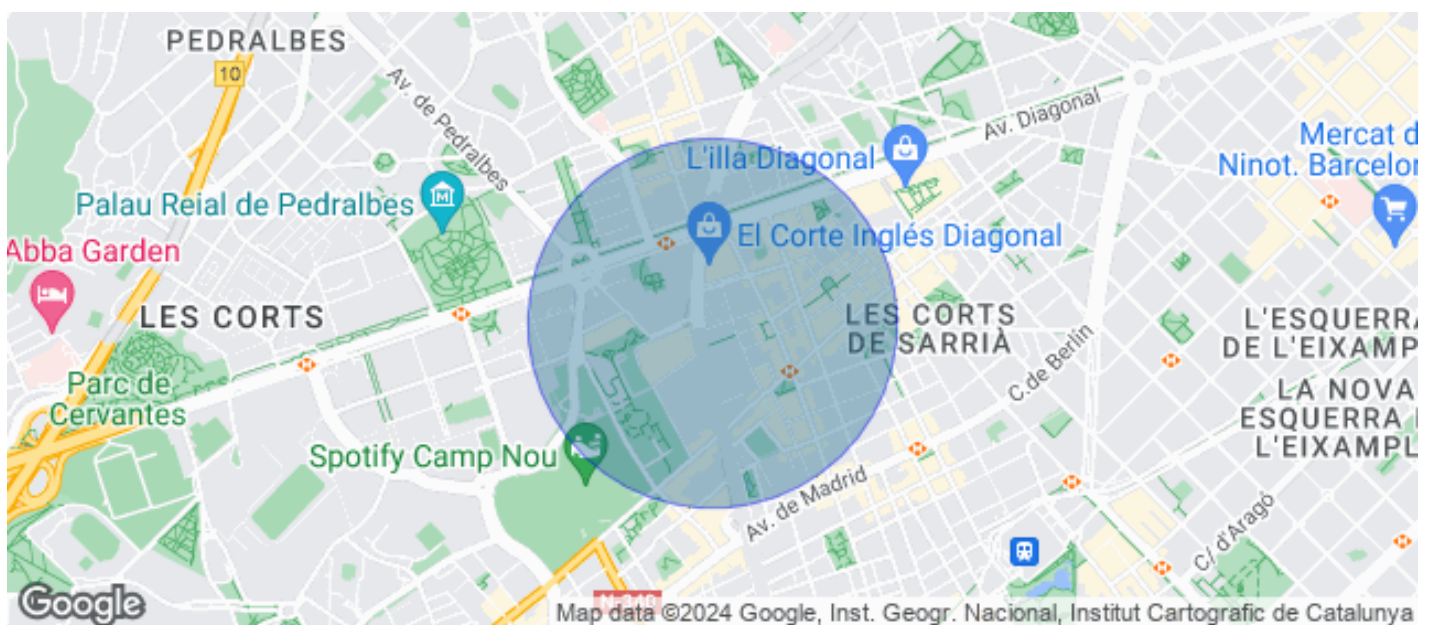 PEDRALBES
10
Av. de Pedralbes
Av. Diagonal
L'illa Diagonal
Mercat d
Ninot. Barcelor
Palau Reial de Pedralbes
El Corte Inglés Diagonal
Abba Garden
LES CORTS
LES CORTS
DE SARRIÀ
L'ESQUERRA
DE L'EIXAMP
C. de Berlín
Parc de
Cervantes
LA NOVA
ESQUERRA
L'EIXAMPL
Spotify Camp Nou
Av. de Madrid
C/ d'Aragó
N-340
Google
Map data ©2024 Google, Inst. Geogr. Nacional, Institut Cartogràfic de Catalunya